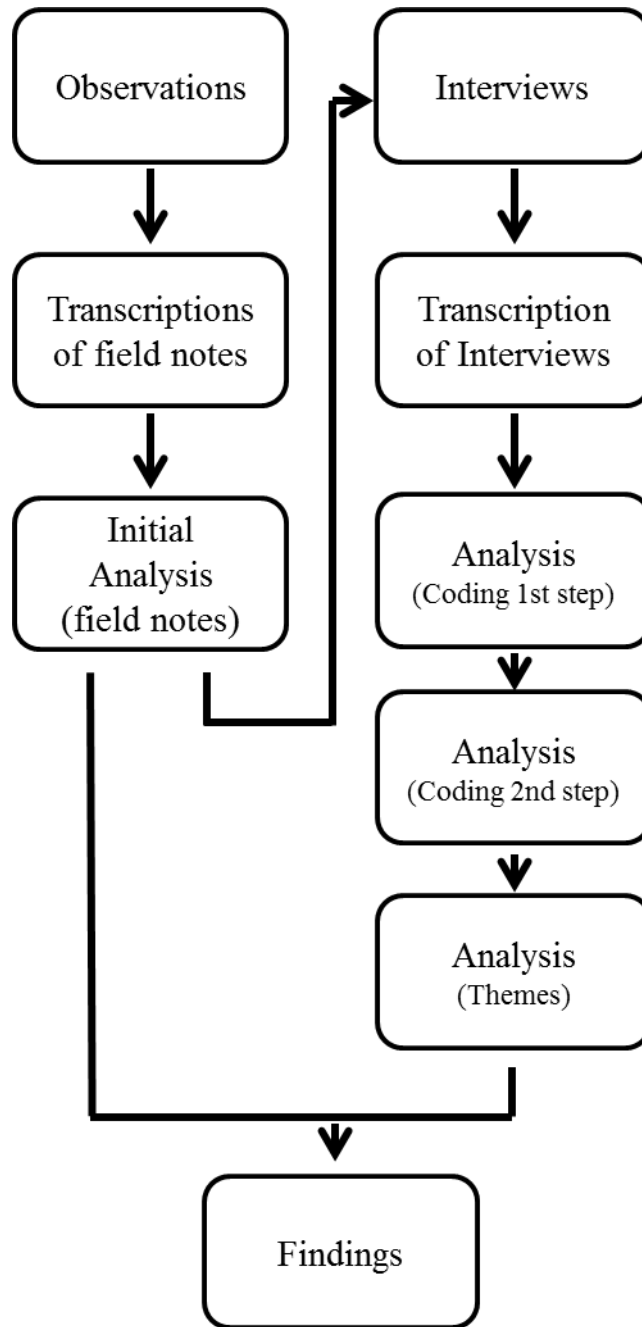 Observations
Transcriptions
of field notes
Initial
Analysis
(field notes)
Interviews
Transcription
of Interviews
Analysis
(Coding 1st step)
Analysis
(Coding 2nd step)
Analysis
(Themes)
Findings